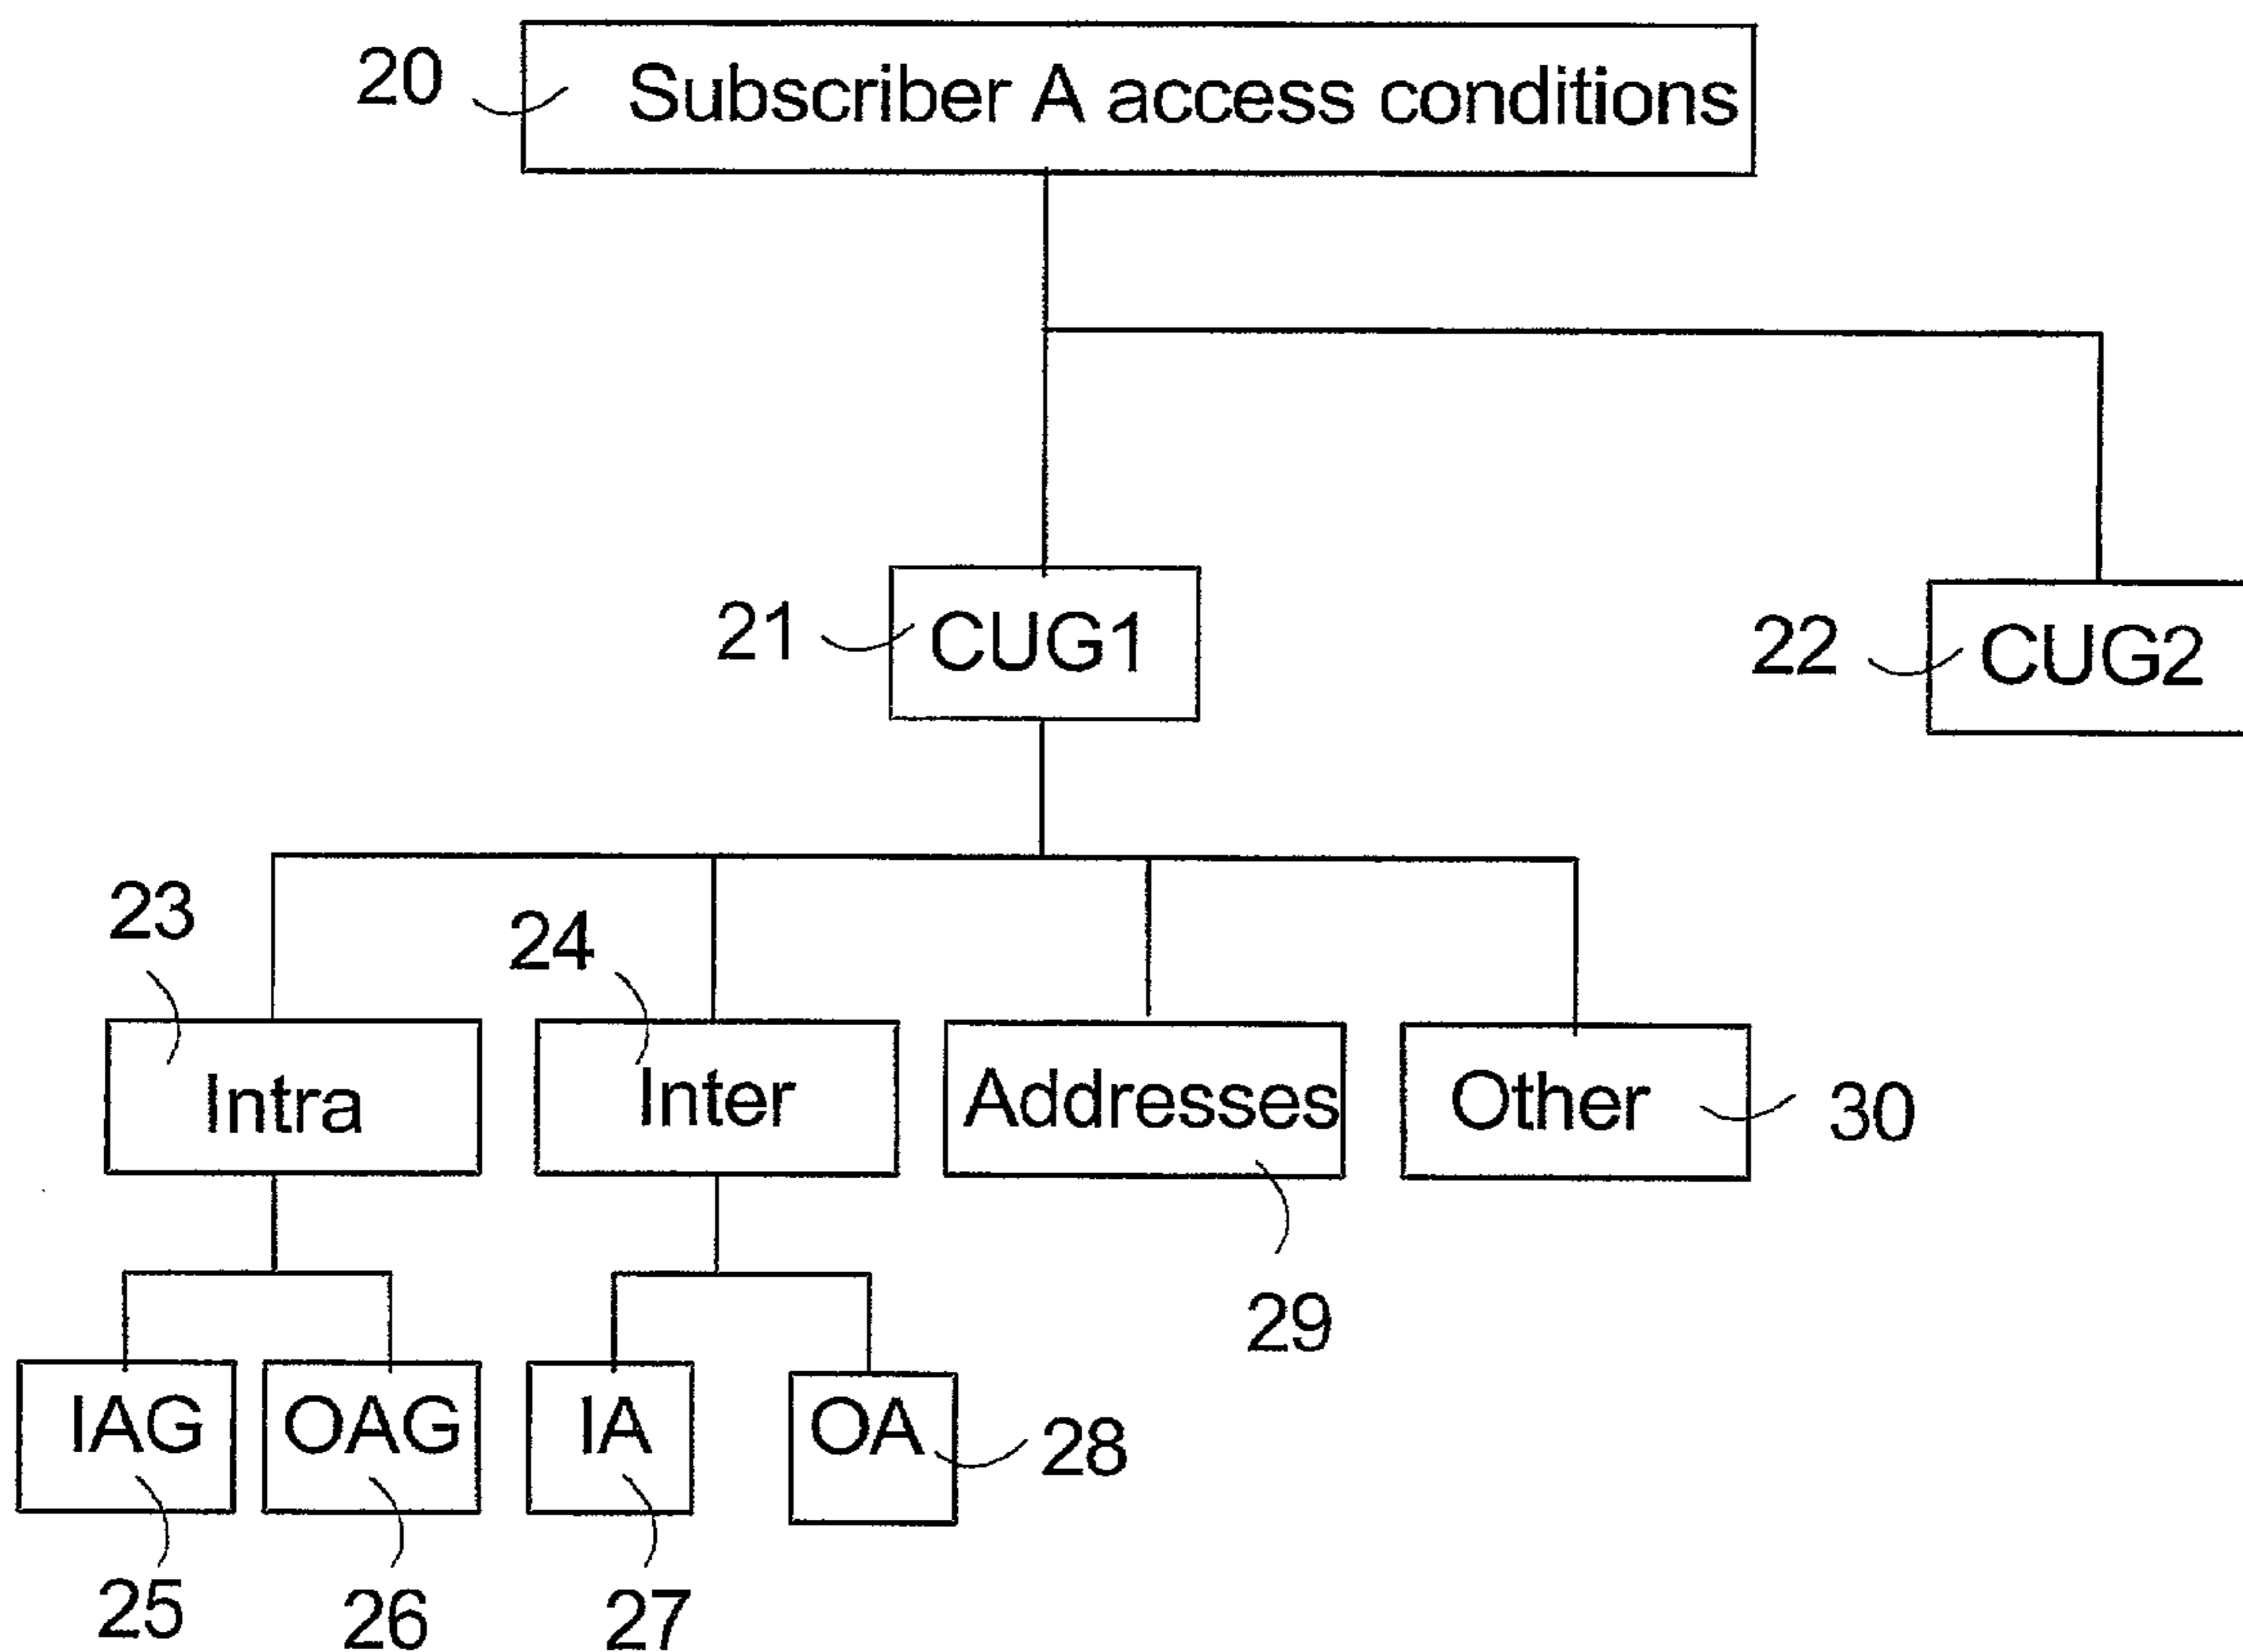 20
Subscriber A access conditions
21
CUG1
22
CUG2
23
24
Intra
Inter
Addresses
Other
30
29
IAG
OAG
IA
OA
28
25
26
27